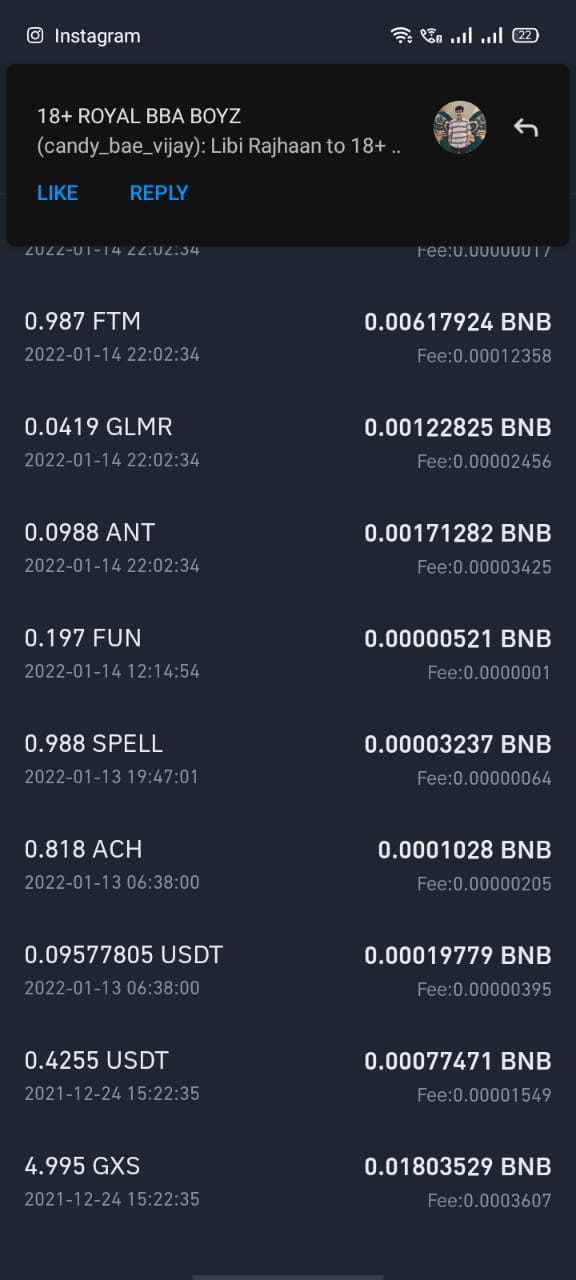 Instagram
22
18+ ROYAL BBA BOYZ
(candy_bae_vijay): Libi Rajhaan to 18+ ..
LIKE REPLY
2022-01-14 22:02:34 Fee:0.00000017
0.987 FTM 0.00617924 BNB
2022-01-14 22:02:34 Fee:0.00012358
0.0419 GLMR 0.00122825 BNB
2022-01-14 22:02:34 Fee:0.00002456
0.0988 ANT 0.00171282 BNB
2022-01-14 22:02:34 Fee:0.00003425
0.197 FUN 0.00000521 BNB
2022-01-14 12:14:54 Fee:0.0000001
0.988 SPELL 0.00003237 BNB
2022-01-13 19:47:01 Fee:0.00000064
0.818 ACH 0.0001028 BNB
2022-01-13 06:38:00 Fee:0.00000205
0.09577805 USDT 0.00019779 BNB
2022-01-13 06:38:00 Fee:0.00000395
0.4255 USDT 0.00077471 BNB
2021-12-24 15:22:35 Fee:0.00001549
4.995 GXS 0.01803529 BNB
2021-12-24 15:22:35 Fee:0.0003607